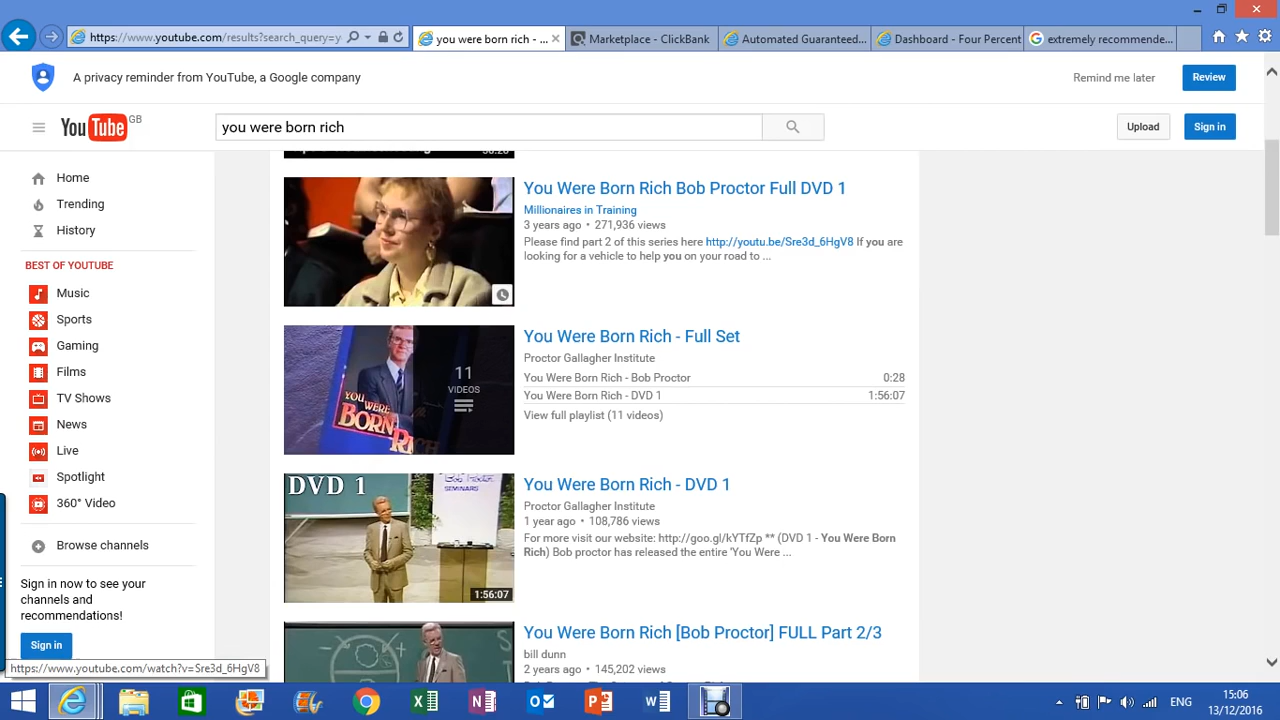 https://www.youtube.com/results?search_query=y
you were born rich - ...
Marketplace - ClickBank
Automated Guaranteed...
Dashboard - Four Percent
extremely recommende...
A privacy reminder from YouTube, a Google company
Remind me later
Review
YouTube GB
you were born rich
Upload
Sign in
Home
Trending
History
BEST OF YOUTUBE
Music
Sports
Gaming
Films
TV Shows
News
Live
Spotlight
360° Video
Browse channels
Sign in now to see your
channels and
recommendations!
Sign in
https://www.youtube.com/watch?v=Sre3d_6HgV8
You Were Born Rich Bob Proctor Full DVD 1
Millionaires in Training
3 years ago • 271,936 views
Please find part 2 of this series here http://youtu.be/Sre3d_6HgV8 If you are
looking for a vehicle to help you on your road to ...
YOU WERE
BORN RICH
11
VIDEOS
You Were Born Rich - Full Set
Proctor Gallagher Institute
You Were Born Rich - Bob Proctor 0:28
You Were Born Rich - DVD 1 1:56:07
View full playlist (11 videos)
DVD 1
SEMINARS
1:56:07
You Were Born Rich - DVD 1
Proctor Gallagher Institute
1 year ago • 108,786 views
For more visit our website: http://goo.gl/kYTfZp ** (DVD 1 - You Were Born
Rich) Bob proctor has released the entire 'You Were ...
You Were Born Rich [Bob Proctor] FULL Part 2/3
bill dunn
2 years ago • 145,202 views
ENG
15:06
13/12/2016